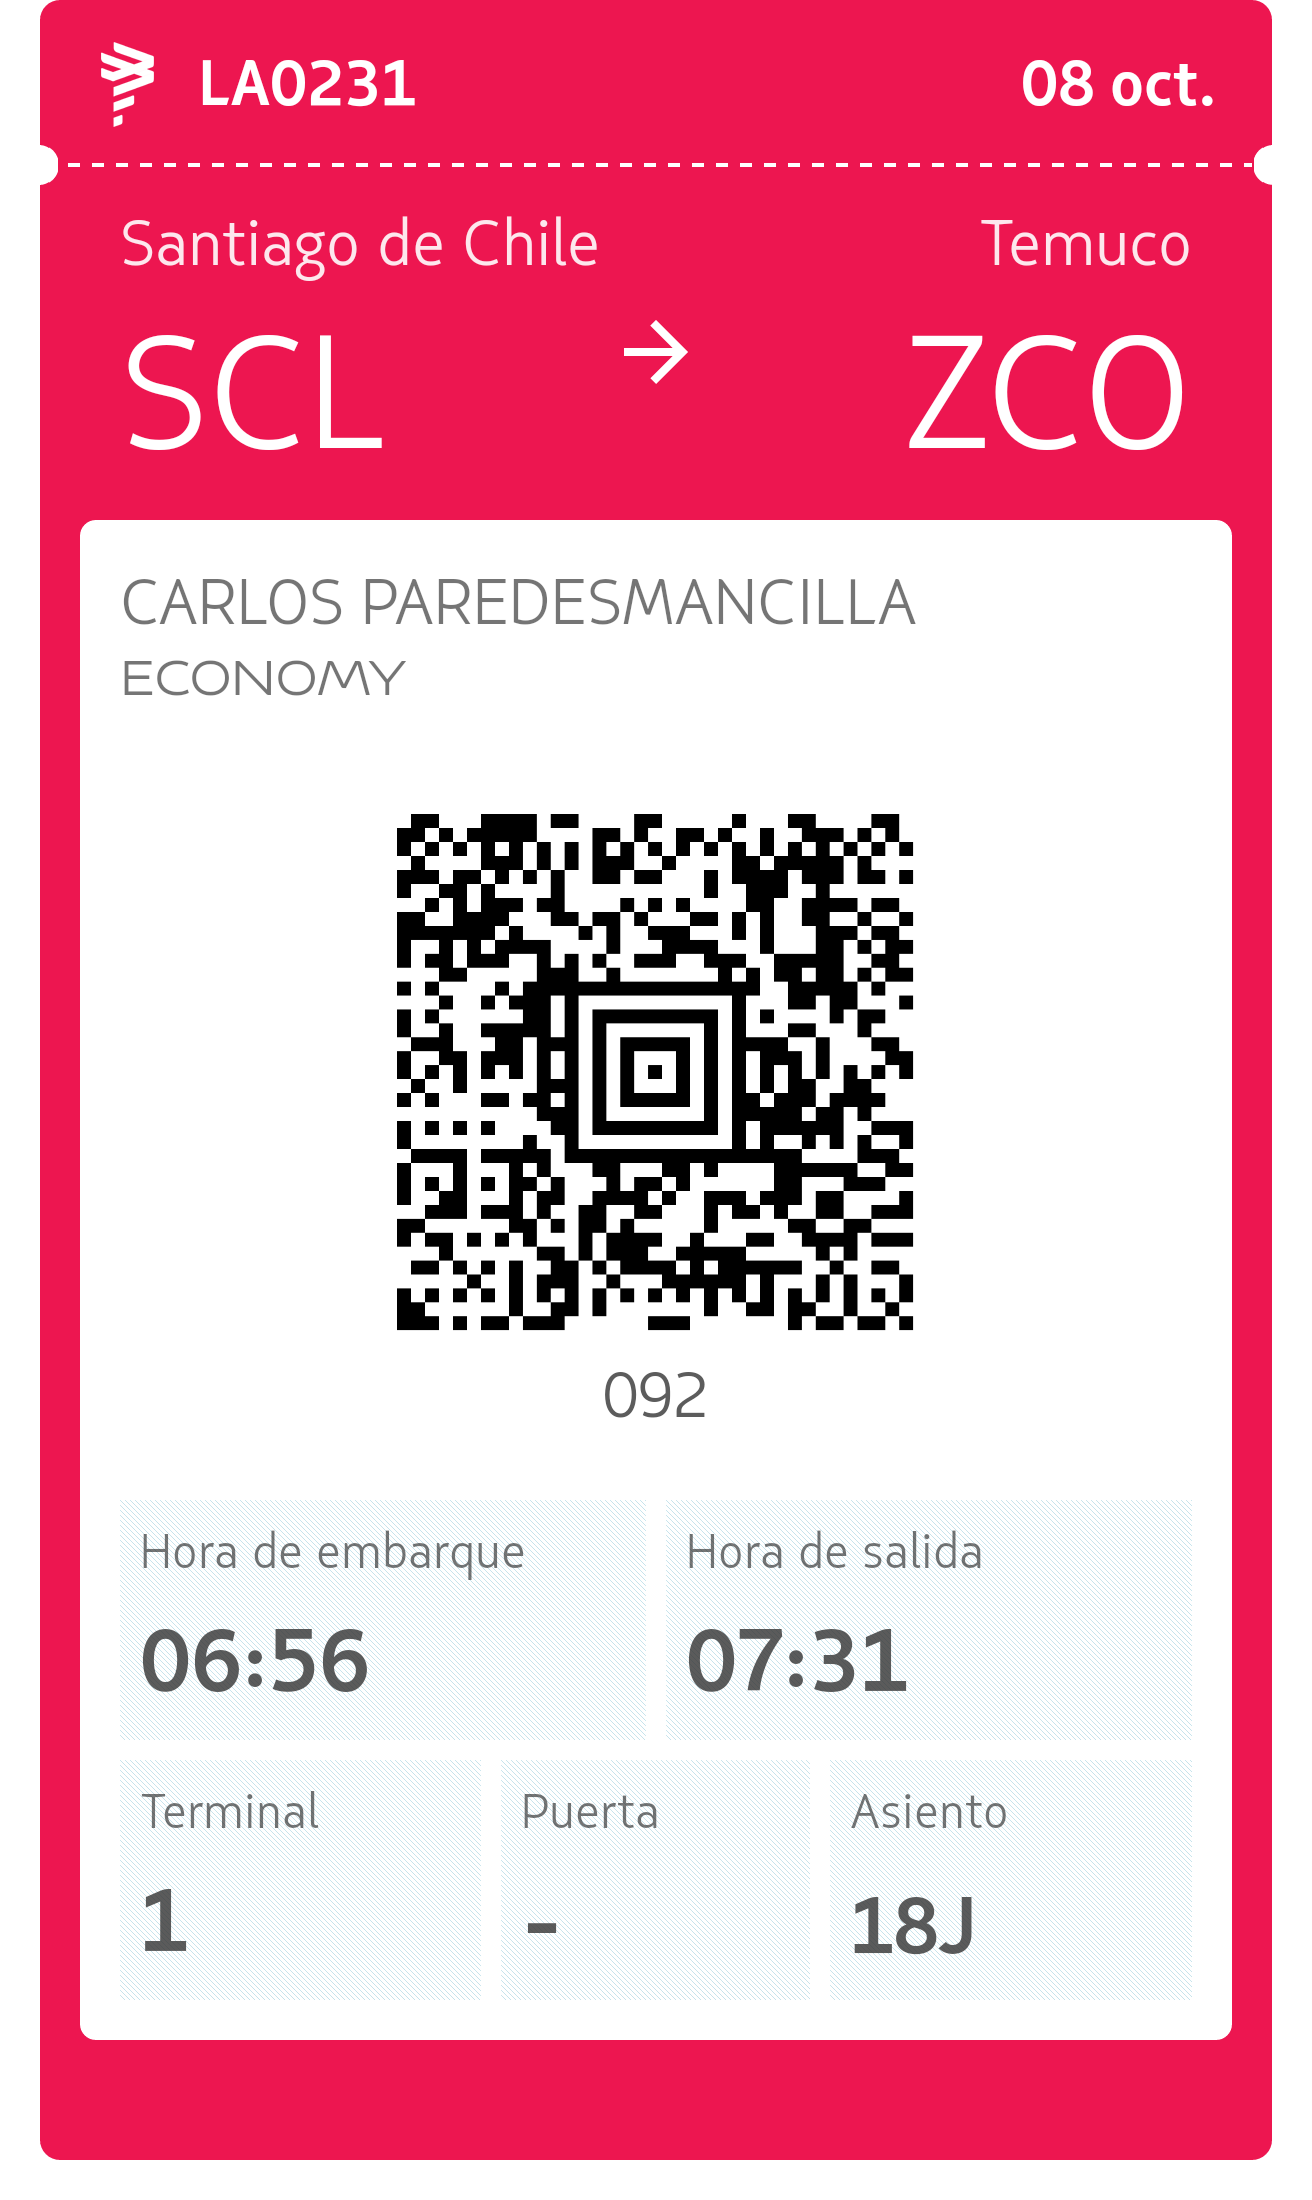 LA0231 08 oct.
Santiago de Chile Temuco
SCL → ZCO
CARLOS PAREDESMANCILLA
ECONOMY
092
Hora de embarque Hora de salida
06:56 07:31
Terminal Puerta Asiento
1 - 18J